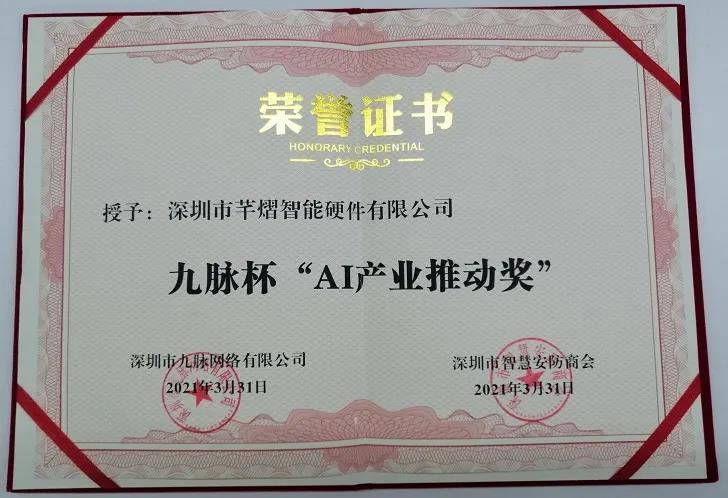 荣誉证书
HONORARY CREDENTIAL
授予：深圳市芊熠智能硬件有限公司
九脉杯“AI产业推动奖”
深圳市九脉网络有限公司
2021年3月31日
深圳市智慧安防商会
2021年3月31日